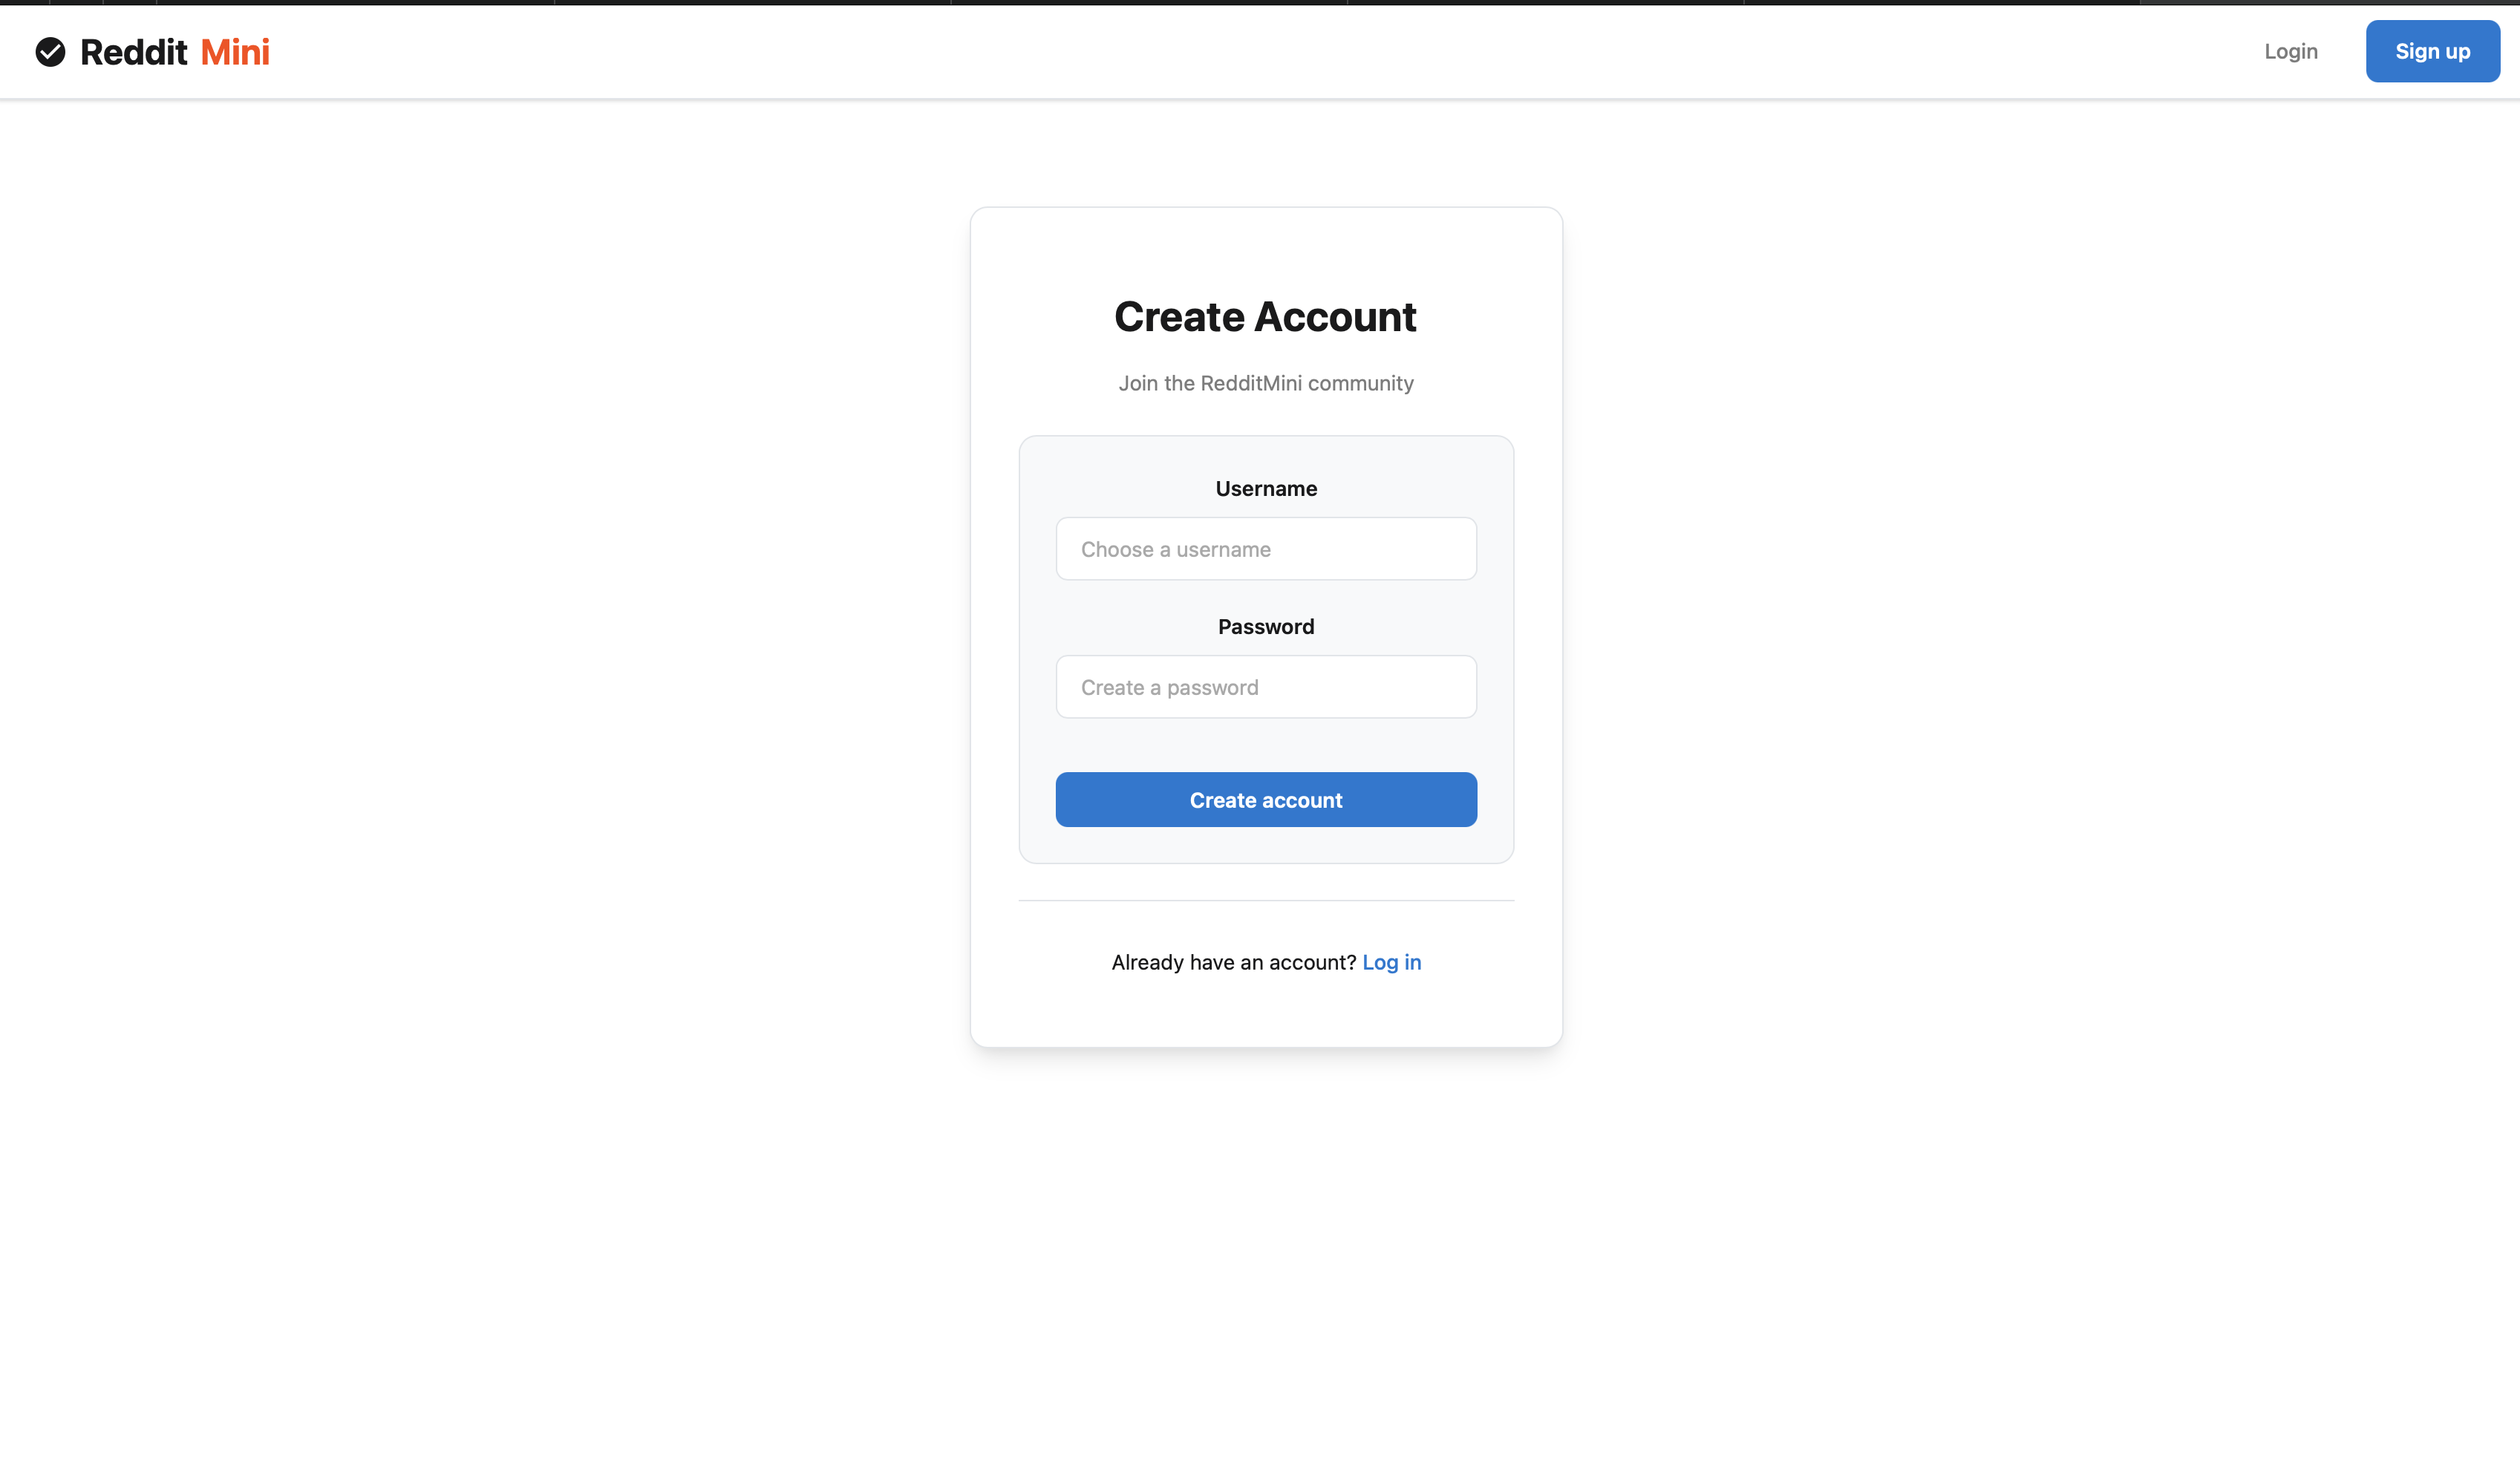 Reddit Mini
Login
Sign up
Create Account
Join the RedditMini community
Username
Choose a username
Password
Create a password
Create account
Already have an account? Log in